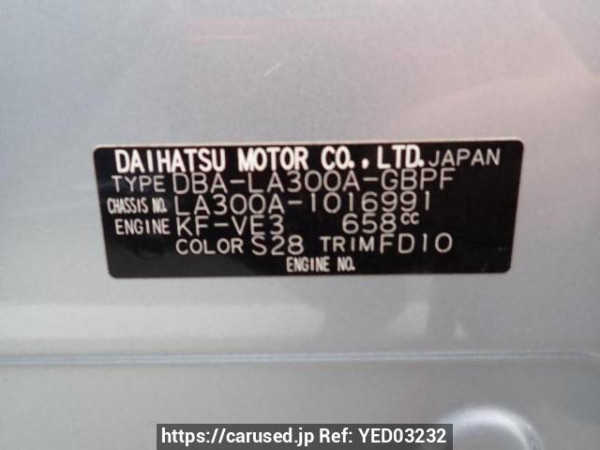 DAIHATSU MOTOR CO., LTD. JAPAN
TYPE DBA-LA300A-GBPF
CHASSIS NO. LA300A-1016991
ENGINE KF-VE3 658cc
COLOR S28 TRIM FD10
ENGINE NO.
https://carused.jp Ref: YED03232